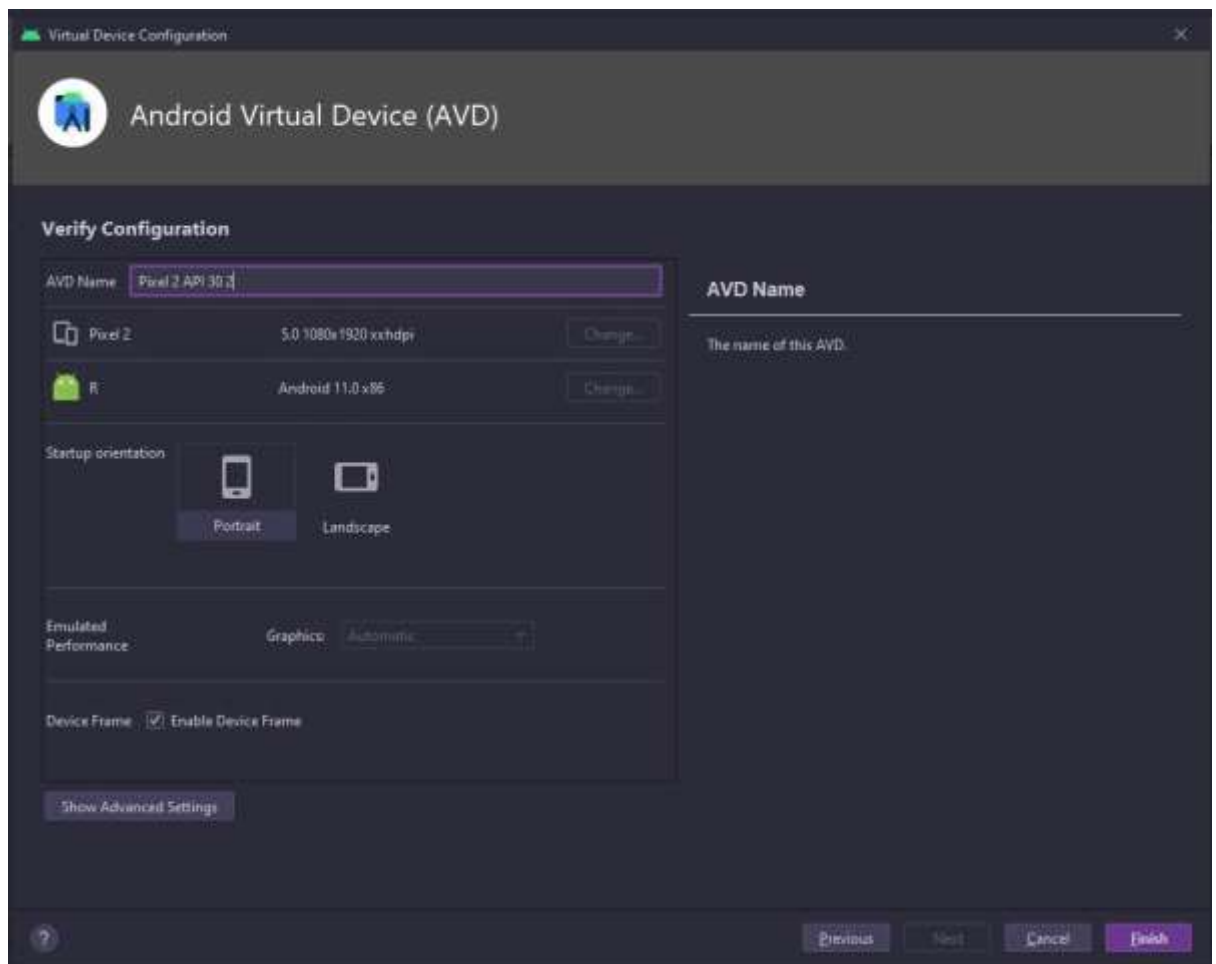 Virtual Device Configuration
Android Virtual Device (AVD)
Verify Configuration
AVD Name Pixel 2 API 30 2
AVD Name
The name of this AVD.
Pixel 2 5.0 1080x1920 xxhdpi Change...
R Android 11.0 x86 Change...
Startup orientation
Portrait
Landscape
Emulated
Performance
Graphics: Automatic
Device Frame Enable Device Frame
Show Advanced Settings
? Previous Next Cancel Finish